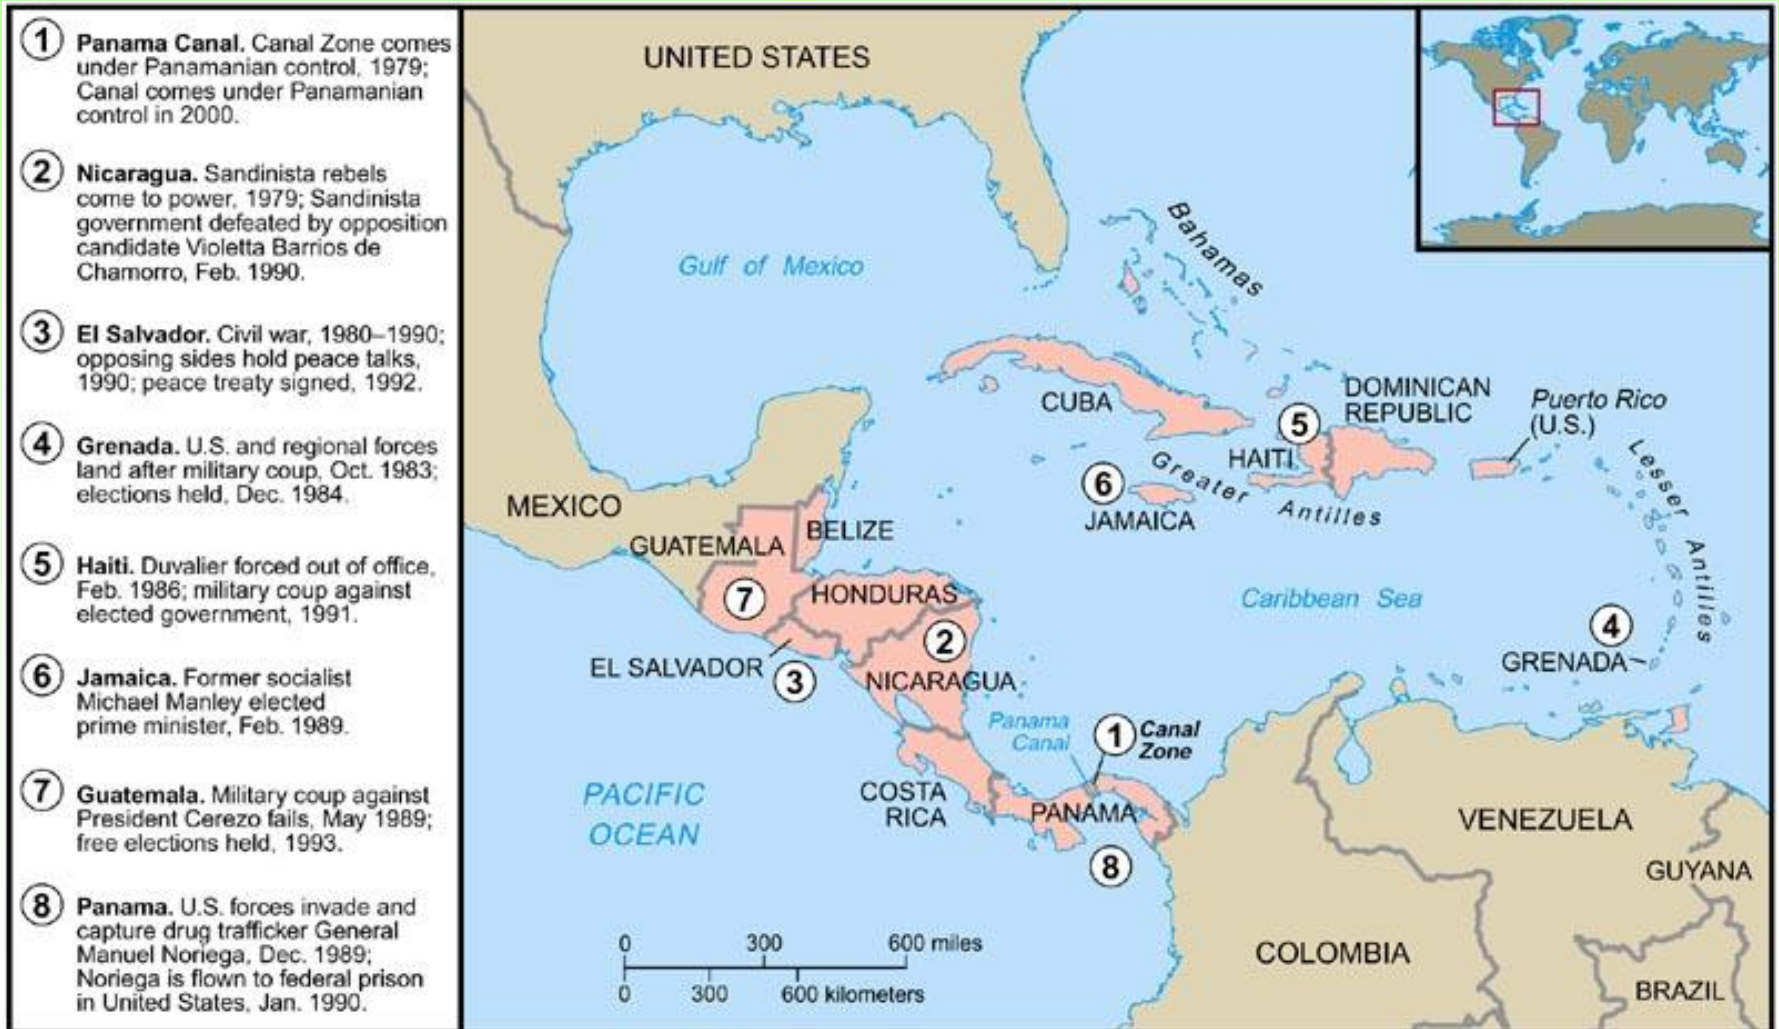 1
Panama Canal. Canal Zone comes
under Panamanian control, 1979;
Canal comes under Panamanian
control in 2000.
2
Nicaragua. Sandinista rebels
come to power, 1979; Sandinista
government defeated by opposition
candidate Violetta Barrios de
Chamorro, Feb. 1990.
3
El Salvador. Civil war, 1980–1990;
opposing sides hold peace talks,
1990; peace treaty signed, 1992.
4
Grenada. U.S. and regional forces
land after military coup, Oct. 1983;
elections held, Dec. 1984.
5
Haiti. Duvalier forced out of office,
Feb. 1986; military coup against
elected government, 1991.
6
Jamaica. Former socialist
Michael Manley elected
prime minister, Feb. 1989.
7
Guatemala. Military coup against
President Cerezo fails, May 1989;
free elections held, 1993.
8
Panama. U.S. forces invade and
capture drug trafficker General
Manuel Noriega, Dec. 1989;
Noriega is flown to federal prison
in United States, Jan. 1990.
UNITED STATES
Gulf of Mexico
Bahamas
CUBA
DOMINICAN
REPUBLIC
Puerto Rico
(U.S.)
5
HAITI
Greater Antilles
Lesser Antilles
6
JAMAICA
MEXICO
BELIZE
GUATEMALA
7
HONDURAS
2
NICARAGUA
EL SALVADOR
3
Caribbean Sea
4
GRENADA
Panama
Canal
1
Canal
Zone
PACIFIC
OCEAN
COSTA
RICA
PANAMA
8
VENEZUELA
GUYANA
COLOMBIA
BRAZIL
0 300 600 miles
0 300 600 kilometers